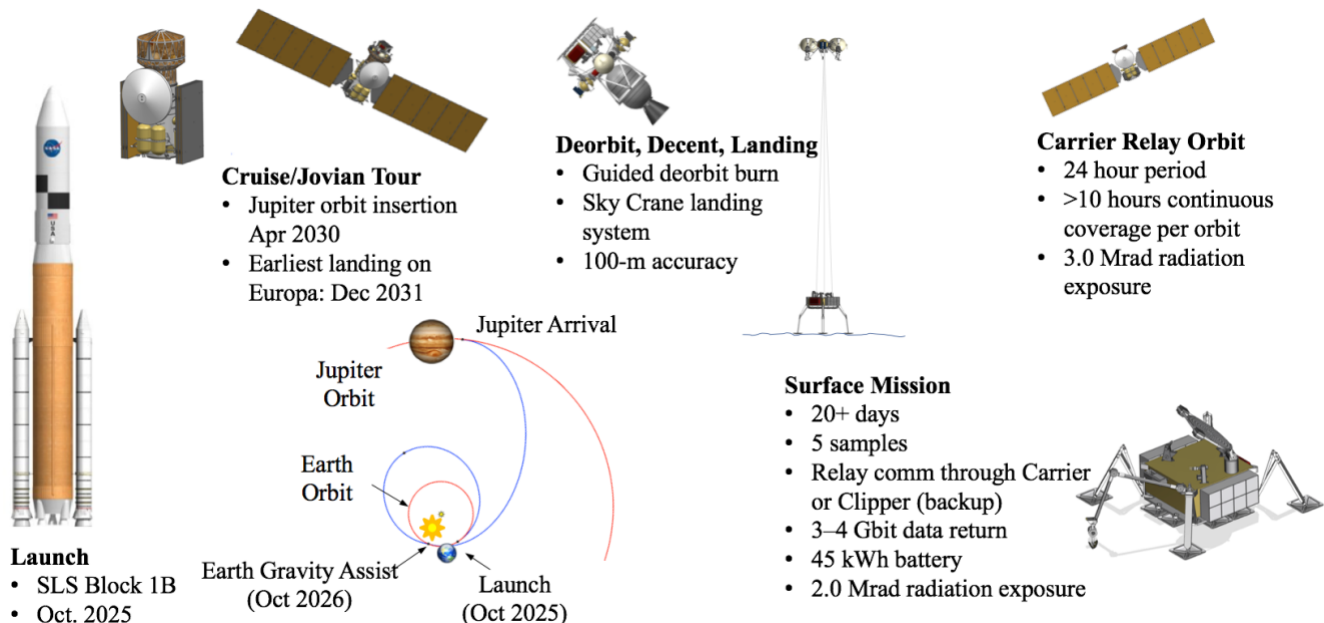 Launch
• SLS Block 1B
• Oct. 2025
Cruise/Jovian Tour
• Jupiter orbit insertion
Apr 2030
• Earliest landing on
Europa: Dec 2031
Jupiter Arrival
Jupiter
Orbit
Earth
Orbit
Earth Gravity Assist
(Oct 2026)
Launch
(Oct 2025)
Deorbit, Decent, Landing
• Guided deorbit burn
• Sky Crane landing
system
• 100-m accuracy
Surface Mission
• 20+ days
• 5 samples
• Relay comm through Carrier
or Clipper (backup)
• 3–4 Gbit data return
• 45 kWh battery
• 2.0 Mrad radiation exposure
Carrier Relay Orbit
• 24 hour period
• >10 hours continuous
coverage per orbit
• 3.0 Mrad radiation
exposure
NASA
USA